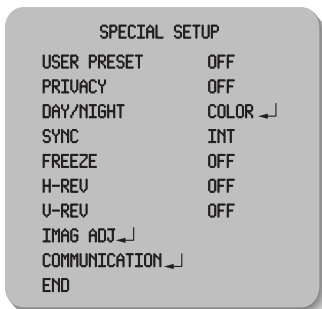 SPECIAL SETUP
USER PRESET OFF
PRIVACY OFF
DAY/NIGHT COLOR ↵
SYNC INT
FREEZE OFF
H-REV OFF
V-REV OFF
IMAG ADJ↵
COMMUNICATION↵
END